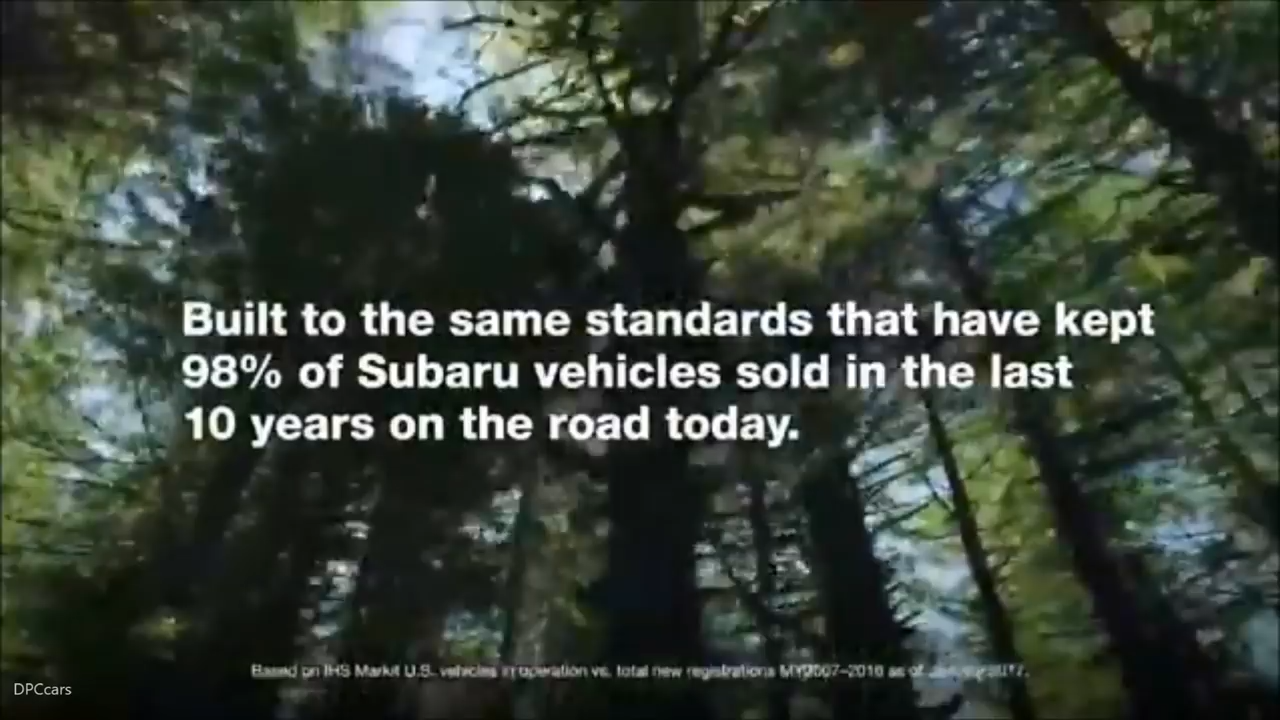 Built to the same standards that have kept
98% of Subaru vehicles sold in the last
10 years on the road today.
Based on IHS Markit U.S. vehicles in operation vs. total new registrations MY2007–2016 as of
DPCcars